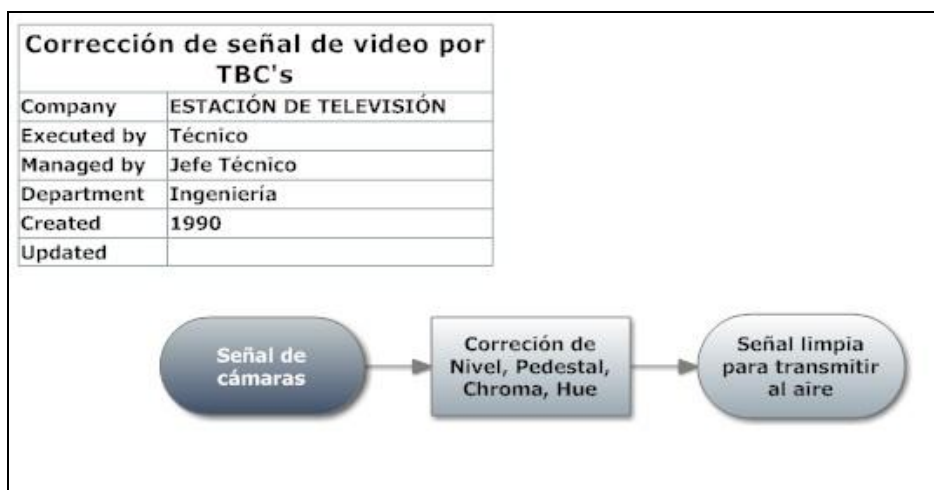 Corrección de señal de video por
TBC's
Company ESTACIÓN DE TELEVISIÓN
Executed by Técnico
Managed by Jefe Técnico
Department Ingeniería
Created 1990
Updated
Señal de
cámaras
Correción de
Nivel, Pedestal,
Chroma, Hue
Señal limpia
para transmitir
al aire